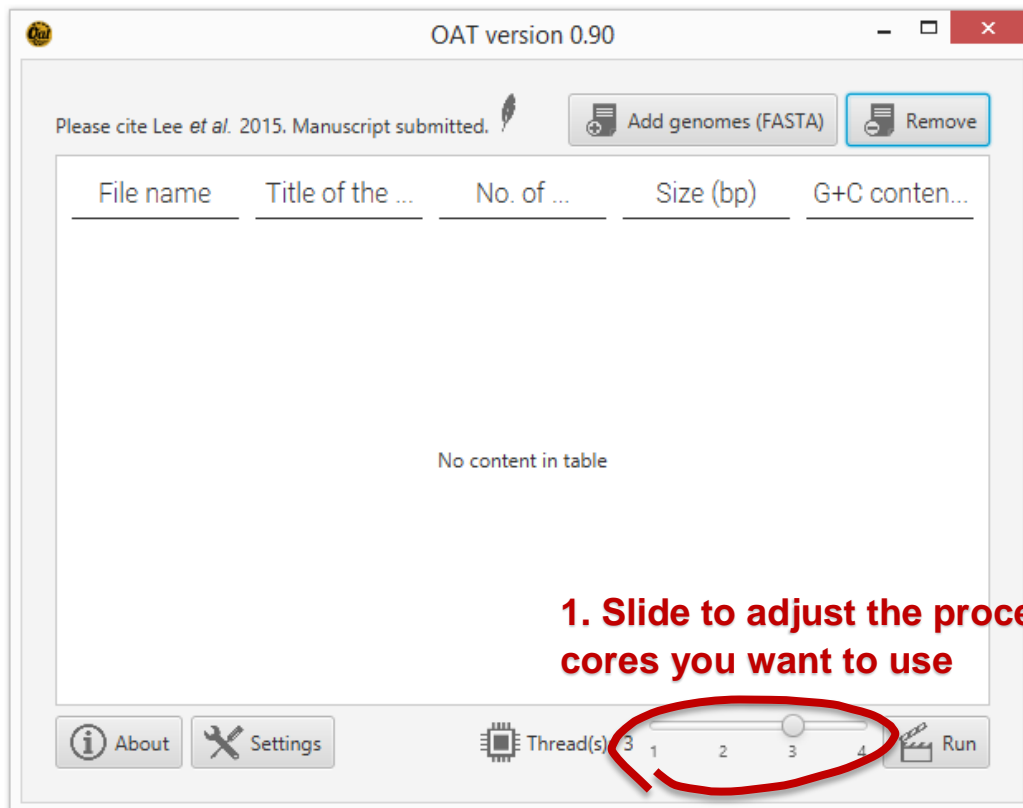 Oat
OAT version 0.90
Please cite Lee et al. 2015. Manuscript submitted.
Add genomes (FASTA)
Remove
File name Title of the ... No. of ... Size (bp) G+C conten...
No content in table
1. Slide to adjust the proce
cores you want to use
About
Settings
Thread(s) 3
1 2 3 4
Run